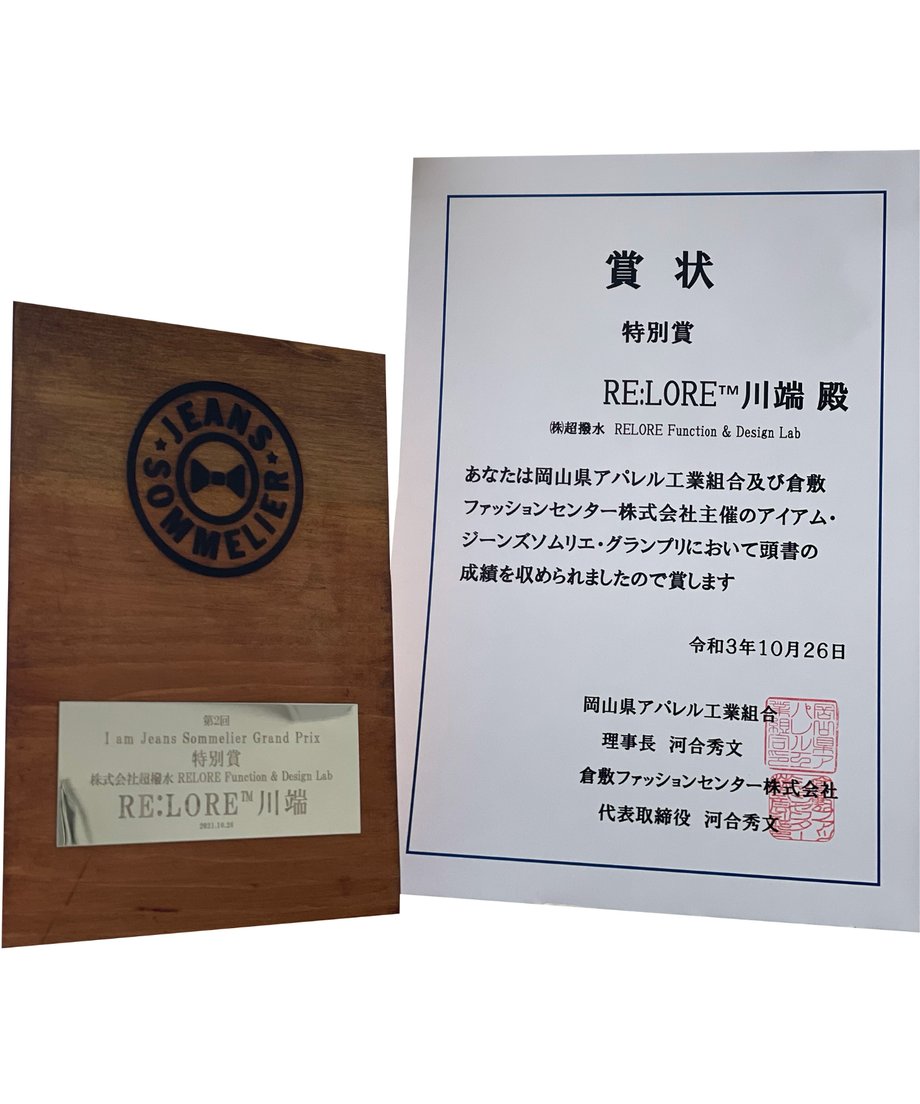 JEANS
SOMMELIER
第2回
I am Jeans Sommelier Grand Prix
特別賞
株式会社超撥水 RELORE Function & Design Lab
RE:LORE™川端
2021.10.26
賞状
特別賞
RE:LORE™川端 殿
㈱超撥水 RELORE Function & Design Lab
あなたは岡山県アパレル工業組合及び倉敷
ファッションセンター株式会社主催のアイアム・
ジーンズソムリエ・グランプリにおいて頭書の
成績を収められましたので賞します
令和3年10月26日
岡山県アパレル工業組合
理事長 河合秀文
倉敷ファッションセンター株式会社
代表取締役 河合秀文